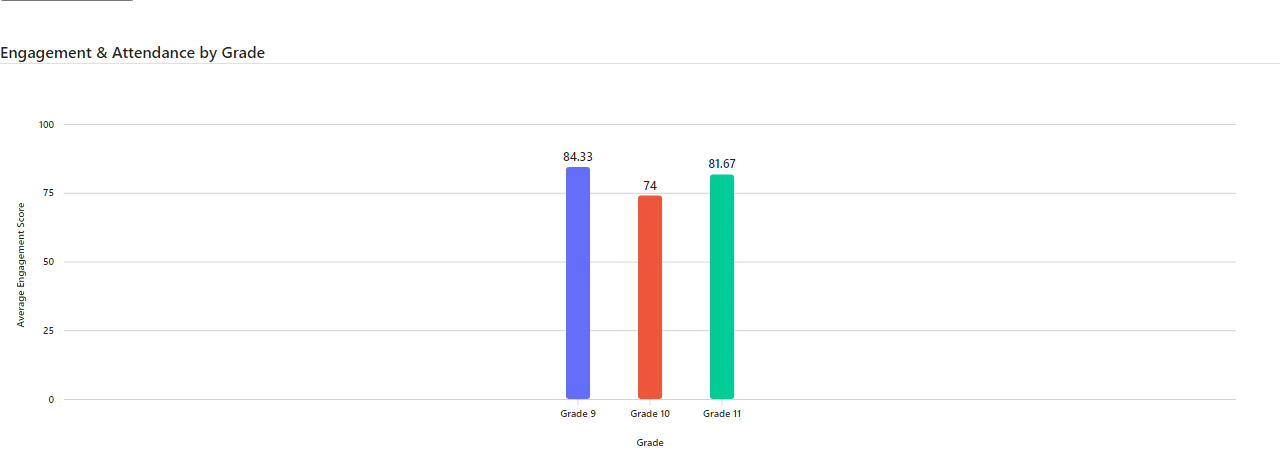 Engagement & Attendance by Grade
100
75
50
25
0
Average Engagement Score
84.33
74
81.67
Grade 9
Grade 10
Grade 11
Grade